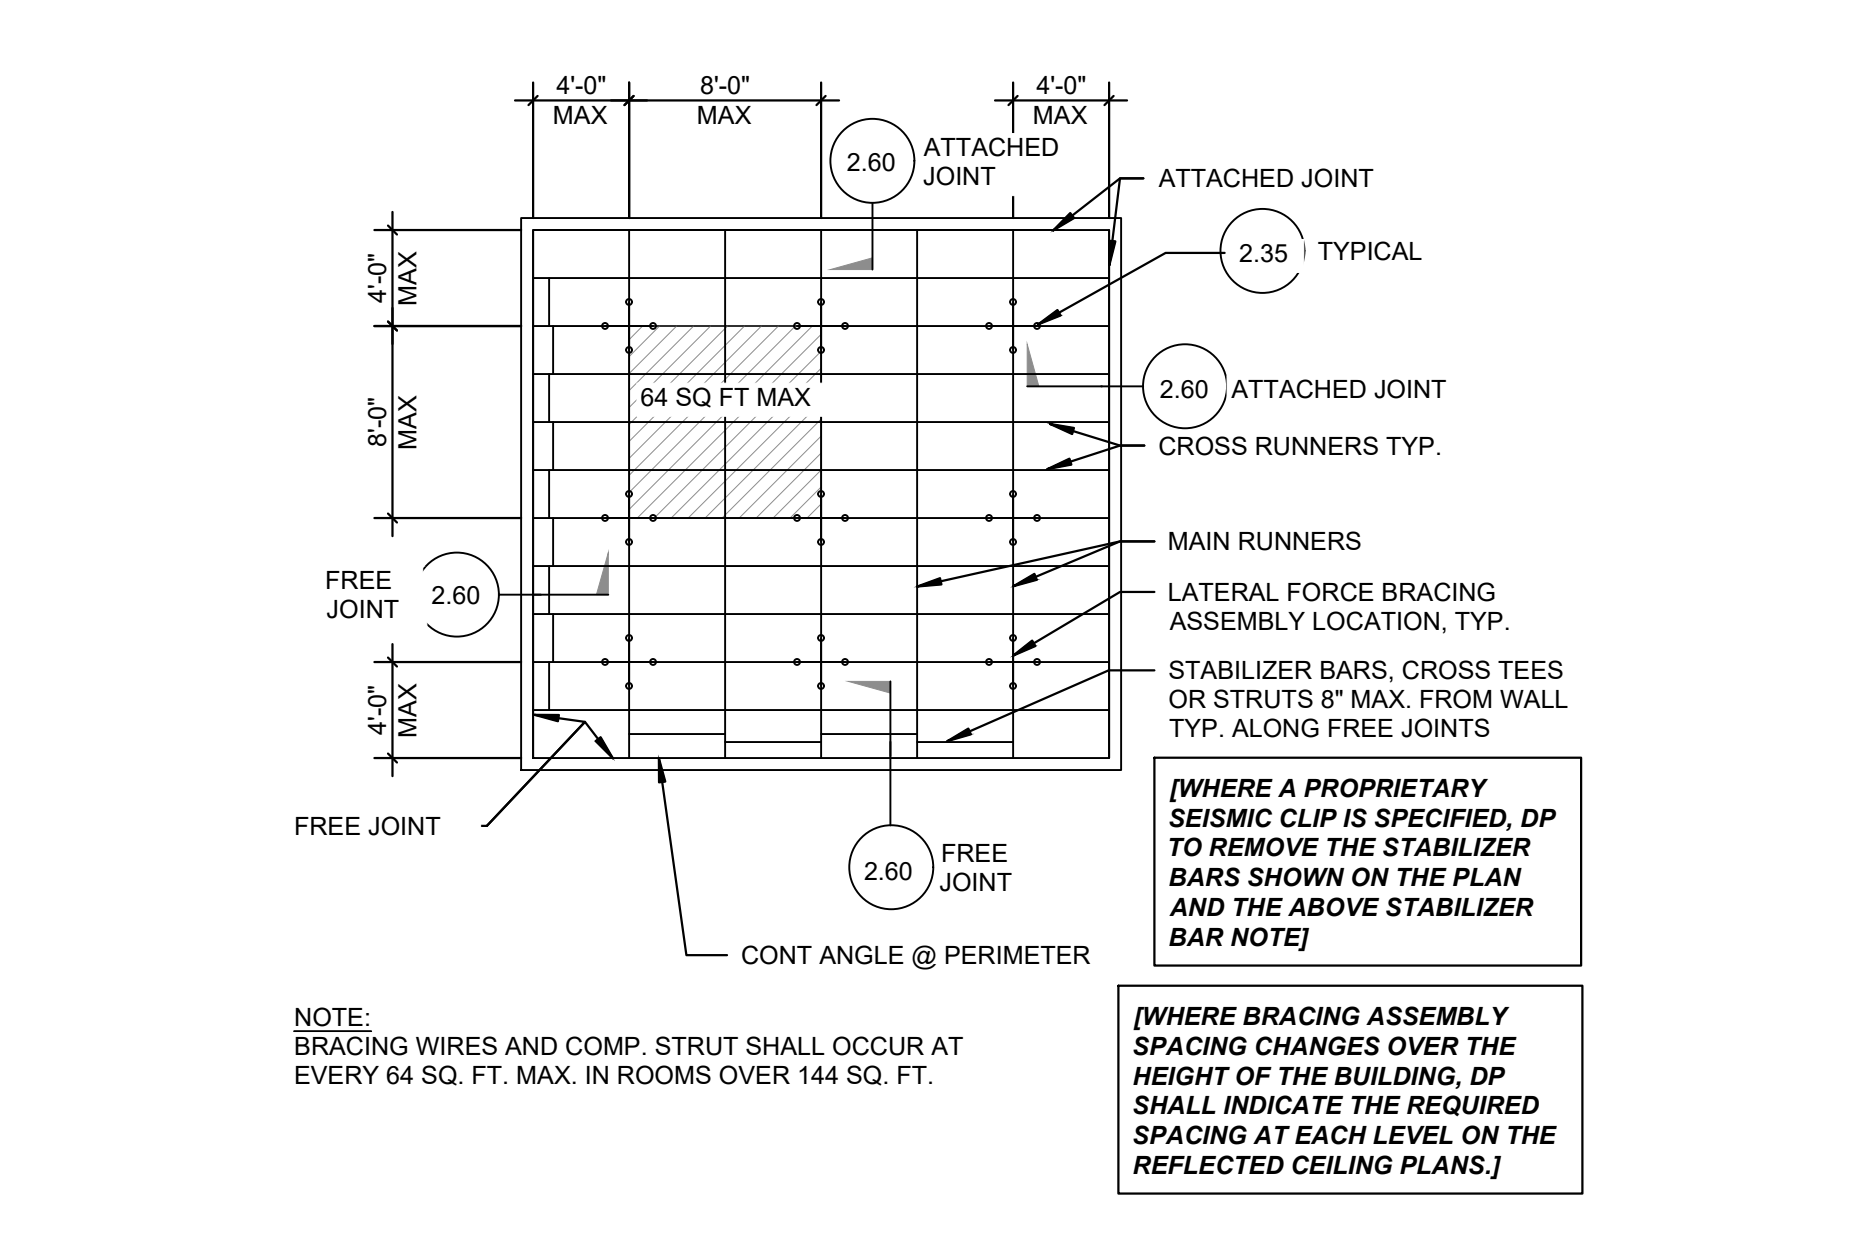 4'-0"
MAX
8'-0"
MAX
4'-0"
MAX
2.60
ATTACHED
JOINT
ATTACHED JOINT
2.35
TYPICAL
4'-0"
MAX
64 SQ FT MAX
2.60
ATTACHED JOINT
8'-0"
MAX
CROSS RUNNERS TYP.
MAIN RUNNERS
FREE
JOINT
2.60
LATERAL FORCE BRACING
ASSEMBLY LOCATION, TYP.
STABILIZER BARS, CROSS TEES
OR STRUTS 8" MAX. FROM WALL
TYP. ALONG FREE JOINTS
4'-0"
MAX
FREE JOINT
2.60
FREE
JOINT
[WHERE A PROPRIETARY
SEISMIC CLIP IS SPECIFIED, DP
TO REMOVE THE STABILIZER
BARS SHOWN ON THE PLAN
AND THE ABOVE STABILIZER
BAR NOTE]
CONT ANGLE @ PERIMETER
NOTE:
BRACING WIRES AND COMP. STRUT SHALL OCCUR AT
EVERY 64 SQ. FT. MAX. IN ROOMS OVER 144 SQ. FT.
[WHERE BRACING ASSEMBLY
SPACING CHANGES OVER THE
HEIGHT OF THE BUILDING, DP
SHALL INDICATE THE REQUIRED
SPACING AT EACH LEVEL ON THE
REFLECTED CEILING PLANS.]